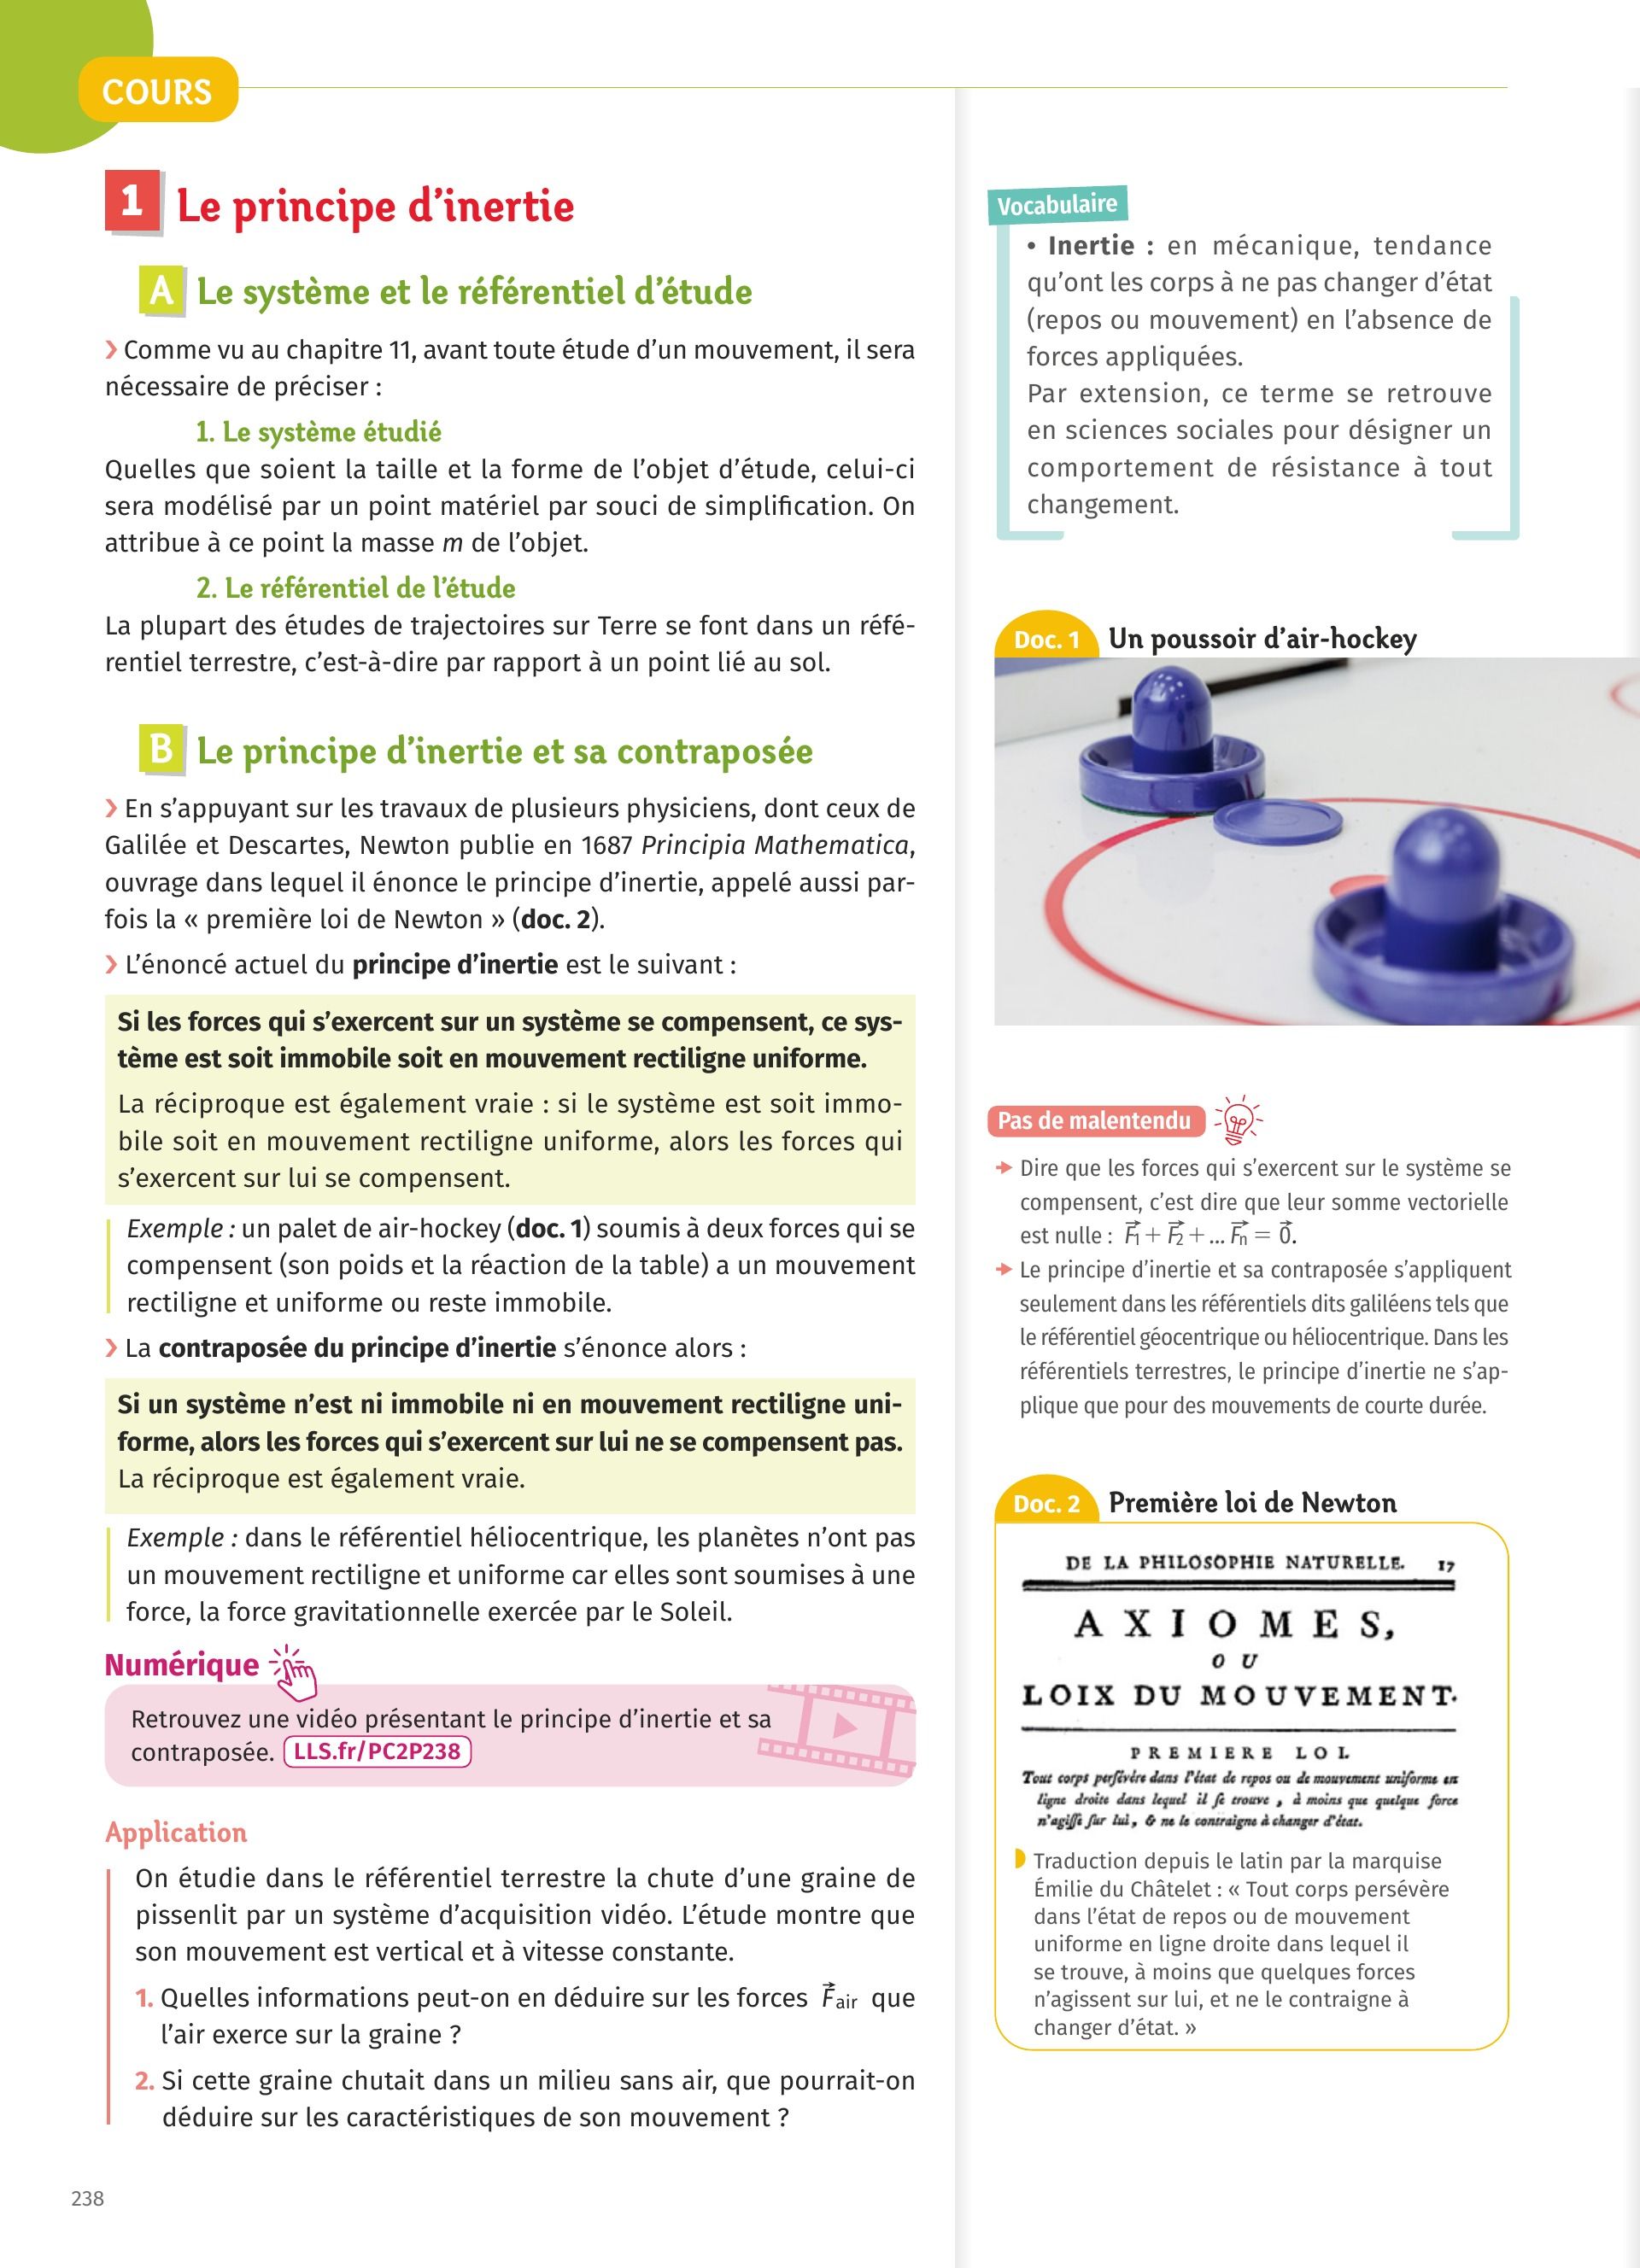 COURS
1 Le principe d’inertie
A Le système et le référentiel d’étude
› Comme vu au chapitre 11, avant toute étude d’un mouvement, il sera
nécessaire de préciser :
1. Le système étudié
Quelles que soient la taille et la forme de l’objet d’étude, celui-ci
sera modélisé par un point matériel par souci de simplification. On
attribue à ce point la masse m de l’objet.
2. Le référentiel de l’étude
La plupart des études de trajectoires sur Terre se font dans un réfé-
rentiel terrestre, c’est-à-dire par rapport à un point lié au sol.
B Le principe d’inertie et sa contraposée
› En s’appuyant sur les travaux de plusieurs physiciens, dont ceux de
Galilée et Descartes, Newton publie en 1687 Principia Mathematica,
ouvrage dans lequel il énonce le principe d’inertie, appelé aussi par-
fois la « première loi de Newton » (doc. 2).
› L’énoncé actuel du principe d’inertie est le suivant :
Si les forces qui s’exercent sur un système se compensent, ce sys-
tème est soit immobile soit en mouvement rectiligne uniforme.
La réciproque est également vraie : si le système est soit immo-
bile soit en mouvement rectiligne uniforme, alors les forces qui
s’exercent sur lui se compensent.
Exemple : un palet de air-hockey (doc. 1) soumis à deux forces qui se
compensent (son poids et la réaction de la table) a un mouvement
rectiligne et uniforme ou reste immobile.
› La contraposée du principe d’inertie s’énonce alors :
Si un système n’est ni immobile ni en mouvement rectiligne uni-
forme, alors les forces qui s’exercent sur lui ne se compensent pas.
La réciproque est également vraie.
Exemple : dans le référentiel héliocentrique, les planètes n’ont pas
un mouvement rectiligne et uniforme car elles sont soumises à une
force, la force gravitationnelle exercée par le Soleil.
Numérique
Retrouvez une vidéo présentant le principe d’inertie et sa
contraposée. LLS.fr/PC2P238
Application
On étudie dans le référentiel terrestre la chute d’une graine de
pissenlit par un système d’acquisition vidéo. L’étude montre que
son mouvement est vertical et à vitesse constante.
1. Quelles informations peut-on en déduire sur les forces F⃗air que
l’air exerce sur la graine ?
2. Si cette graine chutait dans un milieu sans air, que pourrait-on
déduire sur les caractéristiques de son mouvement ?
238
Vocabulaire
• Inertie : en mécanique, tendance
qu’ont les corps à ne pas changer d’état
(repos ou mouvement) en l’absence de
forces appliquées.
Par extension, ce terme se retrouve
en sciences sociales pour désigner un
comportement de résistance à tout
changement.
Doc. 1 Un poussoir d’air-hockey
Pas de malentendu
➔ Dire que les forces qui s’exercent sur le système se
compensent, c’est dire que leur somme vectorielle
est nulle : F⃗1 + F⃗2 + ... F⃗n = 0⃗.
➔ Le principe d’inertie et sa contraposée s’appliquent
seulement dans les référentiels dits galiléens tels que
le référentiel géocentrique ou héliocentrique. Dans les
référentiels terrestres, le principe d’inertie ne s’ap-
plique que pour des mouvements de courte durée.
Doc. 2 Première loi de Newton
DE LA PHILOSOPHIE NATURELLE. 17
AXIOMES,
OU
LOIX DU MOUVEMENT.
PREMIERE LOI.
Tout corps persévére dans l’état de repos ou de mouvement uniforme en
ligne droite dans lequel il se trouve, à moins que quelque force
n’agisse sur lui, & ne le contraigne à changer d’état.
Traduction depuis le latin par la marquise
Émilie du Châtelet : « Tout corps persévère
dans l’état de repos ou de mouvement
uniforme en ligne droite dans lequel il
se trouve, à moins que quelques forces
n’agissent sur lui, et ne le contraigne à
changer d’état. »